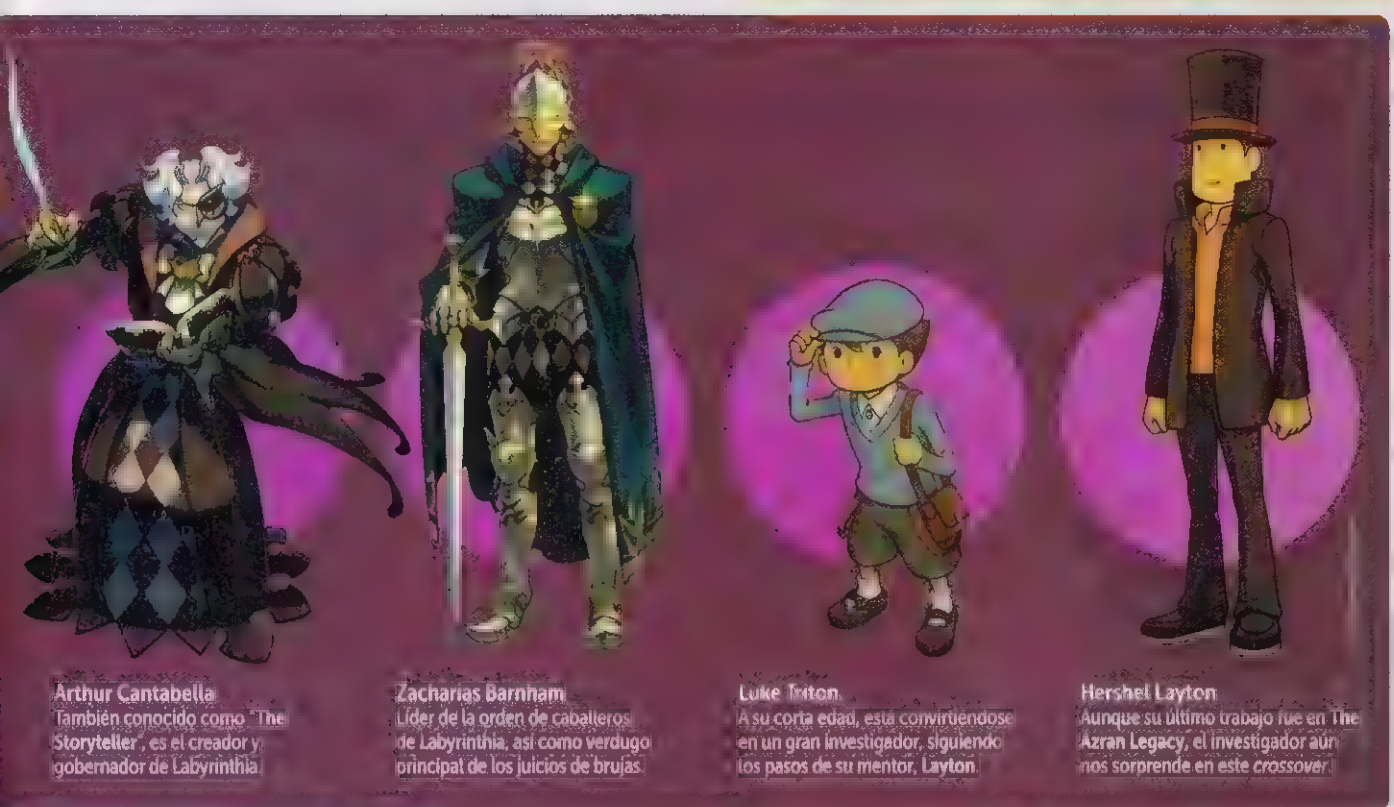 Arthur Cantabella
También conocido como "The
Storyteller", es el creador y
gobernador de Labyrinthia.
Zacharias Barnham
Líder de la orden de caballeros
de Labyrinthia, así como verdugo
principal de los juicios de brujas.
Luke Triton
A su corta edad, está convirtiéndose
en un gran investigador, siguiendo
los pasos de su mentor, Layton.
Hershel Layton
Aunque su último trabajo fue en The
Azran Legacy, el investigador aún
nos sorprende en este crossover.